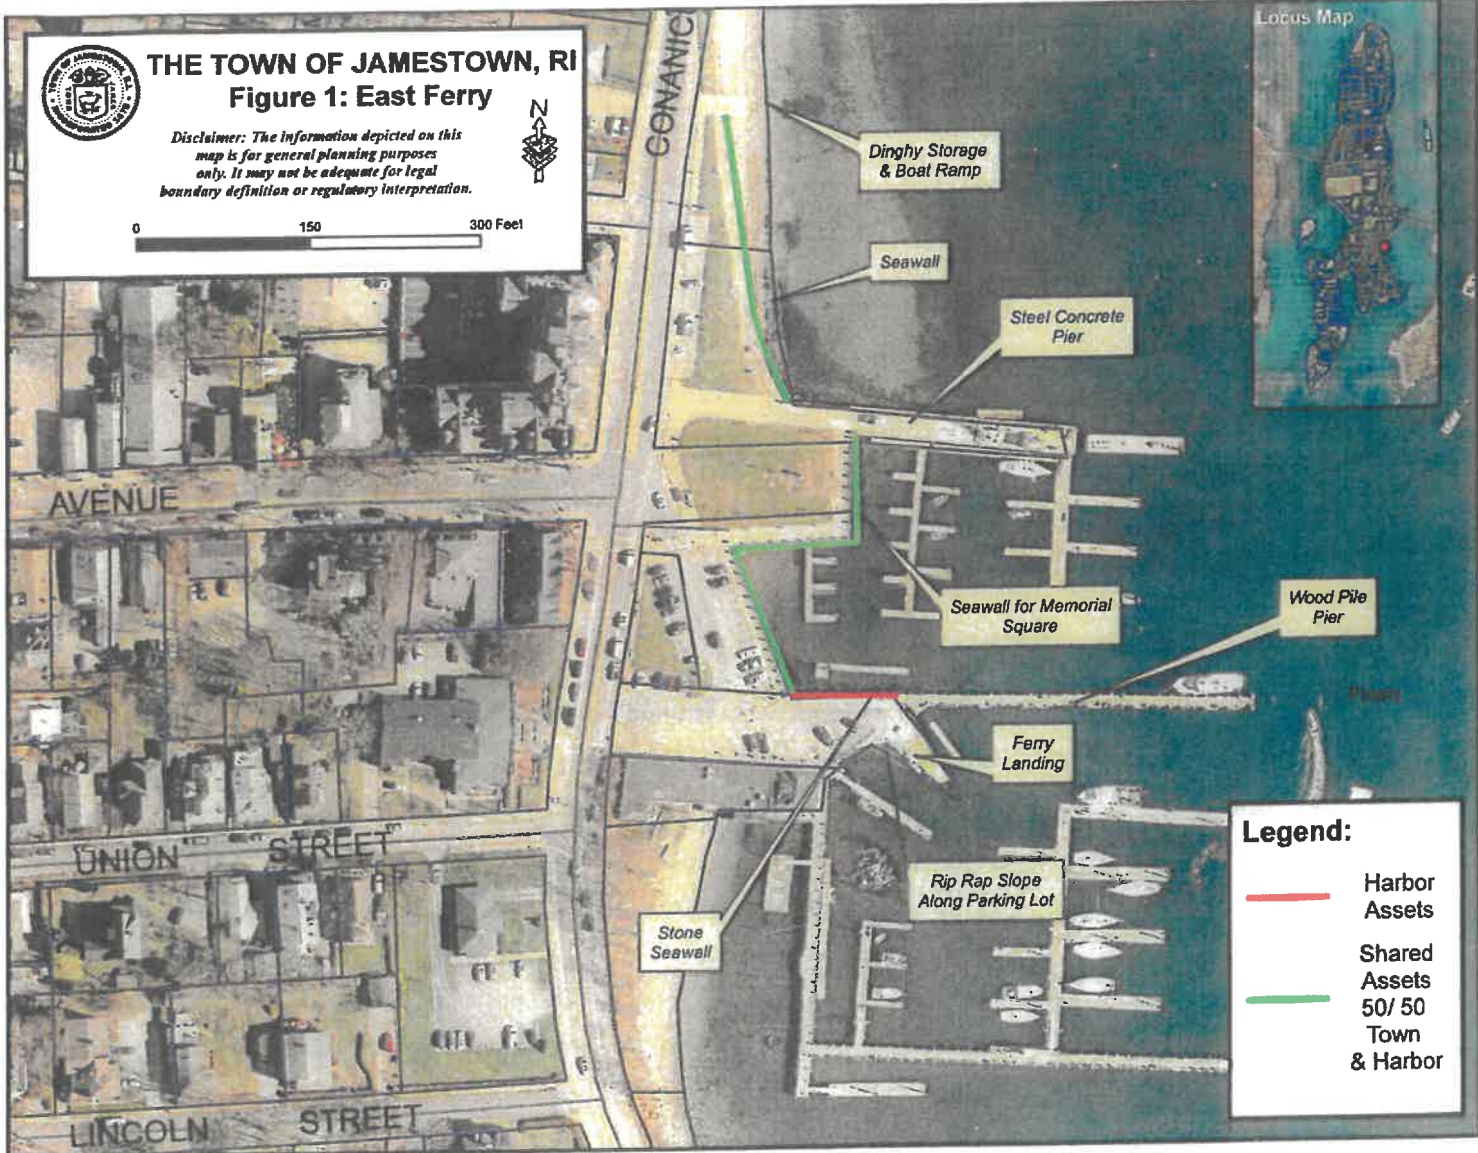 THE TOWN OF JAMESTOWN, RI
Figure 1: East Ferry
Disclaimer: The information depicted on this
map is for general planning purposes
only. It may not be adequate for legal
boundary definition or regulatory interpretation.
N
0 150 300 Feet
CONANIC
Locus Map
Dinghy Storage
& Boat Ramp
Seawall
Steel Concrete
Pier
AVENUE
Seawall for Memorial
Square
Wood Pile
Pier
Ferry
Landing
UNION STREET
Rip Rap Slope
Along Parking Lot
Stone
Seawall
LINCOLN STREET
Legend:
Harbor
Assets
Shared
Assets
50/ 50
Town
& Harbor